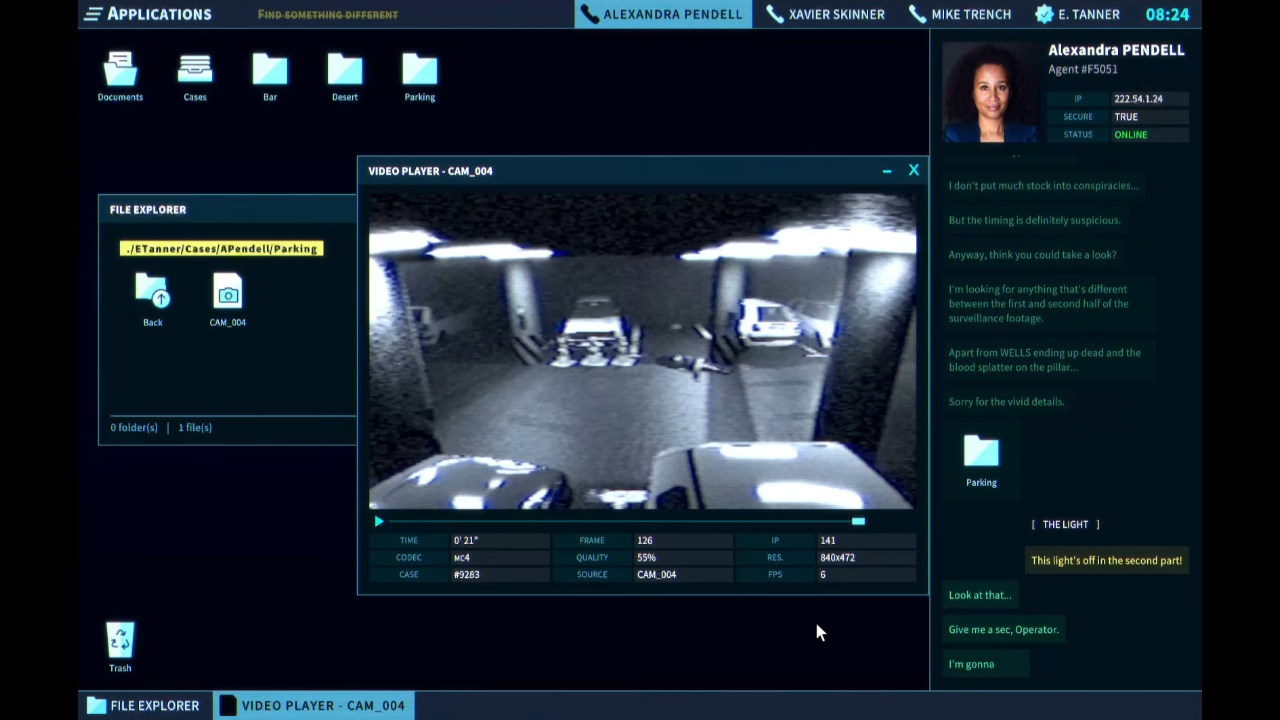 APPLICATIONS
FIND SOMETHING DIFFERENT
ALEXANDRA PENDELL
XAVIER SKINNER
MIKE TRENCH
E. TANNER
08:24
Documents
Cases
Bar
Desert
Parking
Alexandra PENDELL
Agent #F5051
IP 222.54.1.24
SECURE TRUE
STATUS ONLINE
VIDEO PLAYER - CAM_004
FILE EXPLORER
./ETanner/Cases/APendell/Parking
Back
CAM_004
0 folder(s) | 1 file(s)
TIME 0' 21" FRAME 126 IP 141
CODEC MC4 QUALITY 55% RES. 840x472
CASE #9283 SOURCE CAM_004 FPS 6
I don't put much stock into conspiracies...
But the timing is definitely suspicious.
Anyway, think you could take a look?
I'm looking for anything that's different
between the first and second half of the
surveillance footage.
Apart from WELLS ending up dead and the
blood splatter on the pillar...
Sorry for the vivid details.
Parking
[ THE LIGHT ]
This light's off in the second part!
Look at that...
Give me a sec, Operator.
I'm gonna
Trash
FILE EXPLORER
VIDEO PLAYER - CAM_004